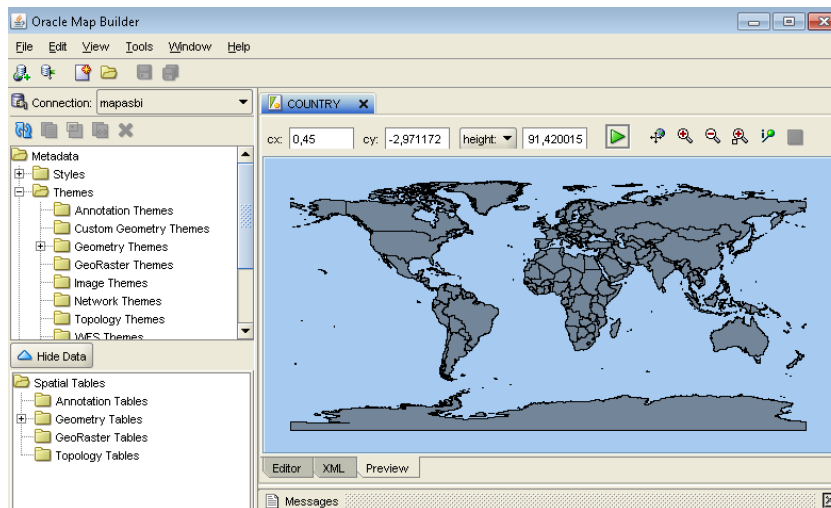 Oracle Map Builder
File Edit View Tools Window Help
Connection: mapasbi
COUNTRY
cx: 0,45 cy: -2,971172 height: 91,420015
Metadata
Styles
Themes
Annotation Themes
Custom Geometry Themes
Geometry Themes
GeoRaster Themes
Image Themes
Network Themes
Topology Themes
WFS Themes
Hide Data
Spatial Tables
Annotation Tables
Geometry Tables
GeoRaster Tables
Topology Tables
Editor XML Preview
Messages